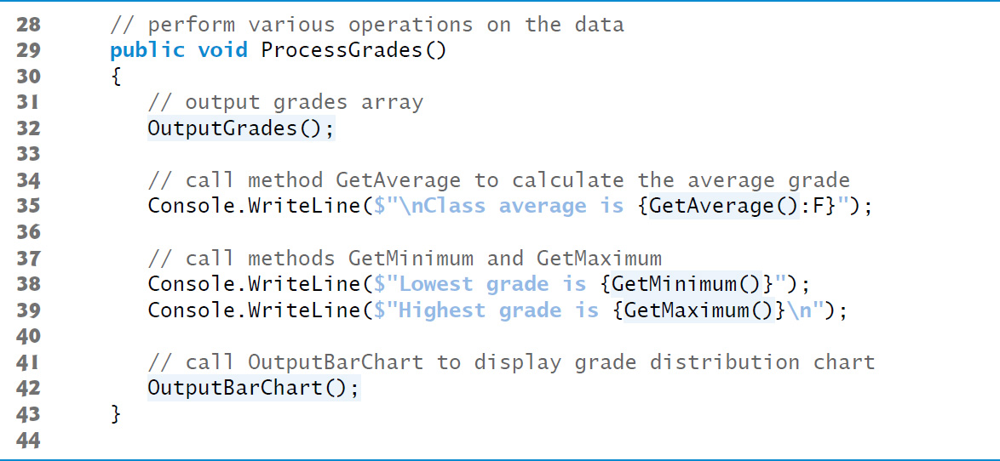 28 // perform various operations on the data
29 public void ProcessGrades()
30 {
31 // output grades array
32 OutputGrades();
33
34 // call method GetAverage to calculate the average grade
35 Console.WriteLine($"\nClass average is {GetAverage():F}");
36
37 // call methods GetMinimum and GetMaximum
38 Console.WriteLine($"Lowest grade is {GetMinimum()}");
39 Console.WriteLine($"Highest grade is {GetMaximum()}\n");
40
41 // call OutputBarChart to display grade distribution chart
42 OutputBarChart();
43 }
44